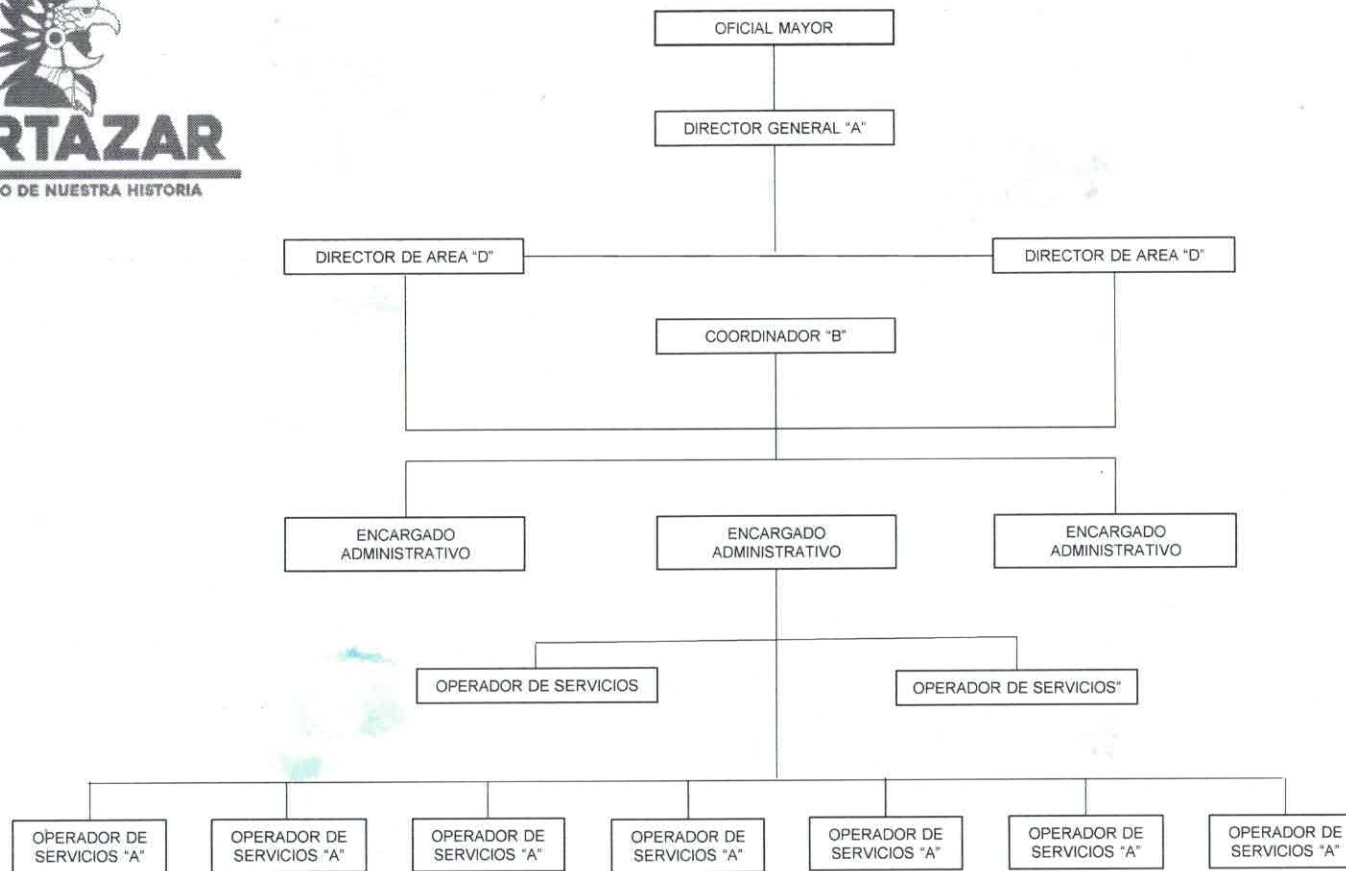 RTAZAR
O DE NUESTRA HISTORIA
OFICIAL MAYOR
DIRECTOR GENERAL "A"
DIRECTOR DE AREA "D"
DIRECTOR DE AREA "D"
COORDINADOR "B"
ENCARGADO
ADMINISTRATIVO
ENCARGADO
ADMINISTRATIVO
ENCARGADO
ADMINISTRATIVO
OPERADOR DE SERVICIOS
OPERADOR DE SERVICIOS"
OPERADOR DE
SERVICIOS "A"
OPERADOR DE
SERVICIOS "A"
OPERADOR DE
SERVICIOS "A"
OPERADOR DE
SERVICIOS "A"
OPERADOR DE
SERVICIOS "A"
OPERADOR DE
SERVICIOS "A"
OPERADOR DE
SERVICIOS "A"